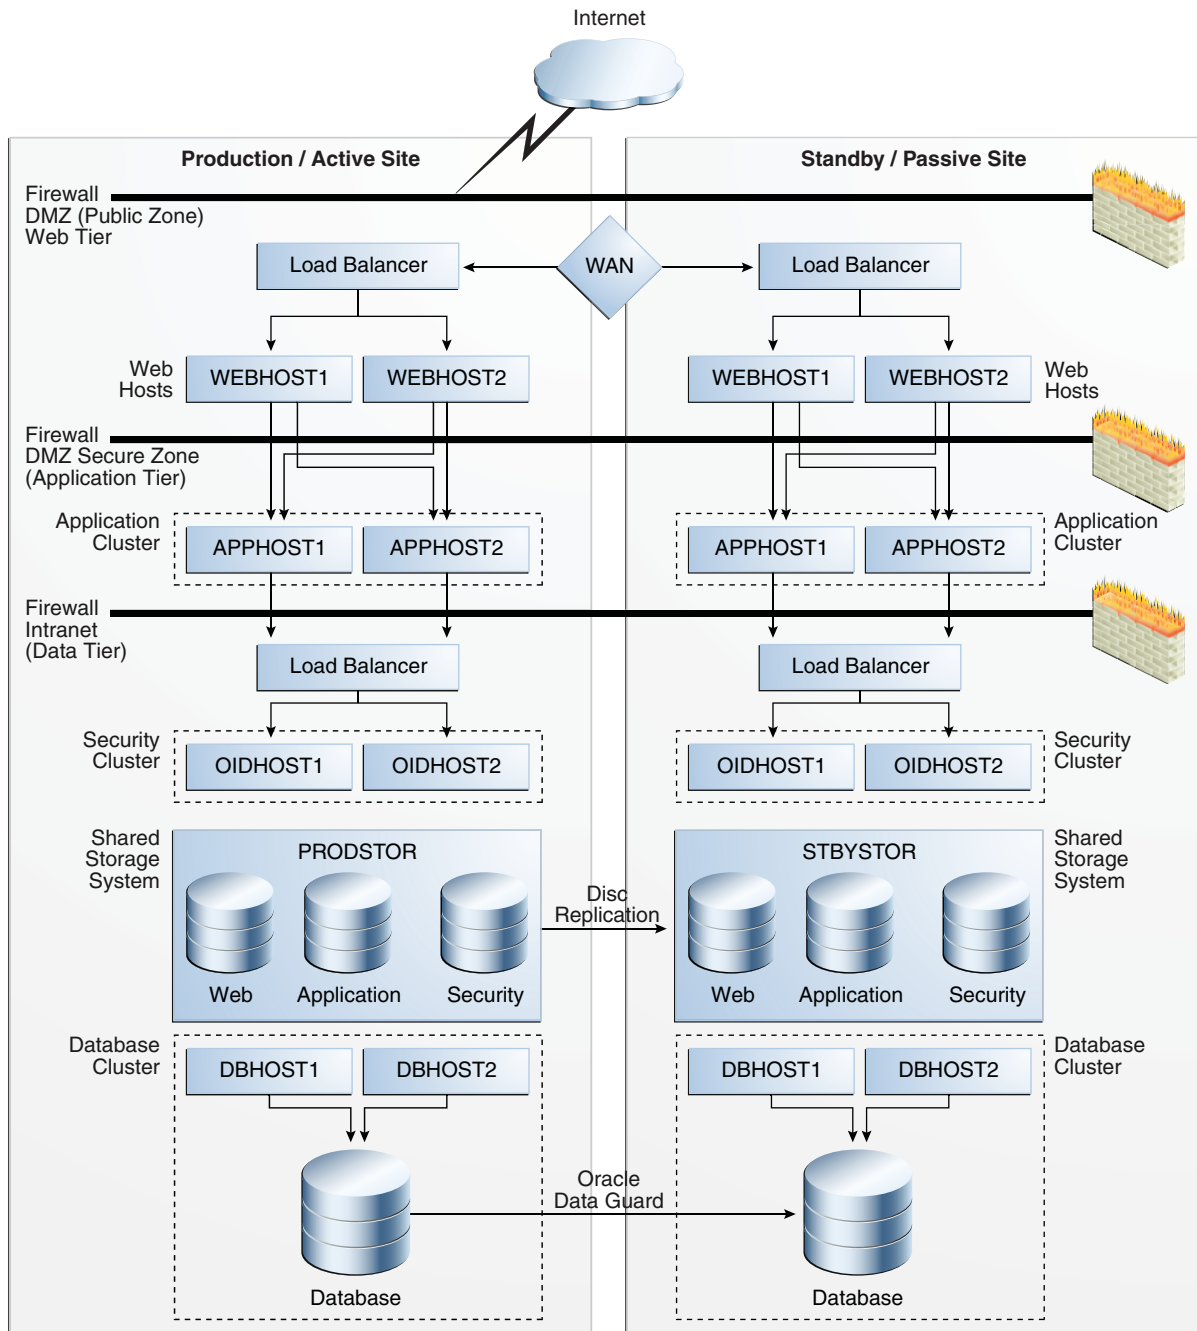 Internet
Production / Active Site
Standby / Passive Site
Firewall
DMZ (Public Zone)
Web Tier
Load Balancer
WAN
Load Balancer
Web
Hosts
WEBHOST1
WEBHOST2
WEBHOST1
WEBHOST2
Web
Hosts
Firewall
DMZ Secure Zone
(Application Tier)
Application
Cluster
APPHOST1
APPHOST2
APPHOST1
APPHOST2
Application
Cluster
Firewall
Intranet
(Data Tier)
Load Balancer
Load Balancer
Security
Cluster
OIDHOST1
OIDHOST2
OIDHOST1
OIDHOST2
Security
Cluster
Shared
Storage
System
PRODSTOR
Web
Application
Security
Disc
Replication
STBYSTOR
Web
Application
Security
Shared
Storage
System
Database
Cluster
DBHOST1
DBHOST2
DBHOST1
DBHOST2
Database
Cluster
Oracle
Data Guard
Database
Database